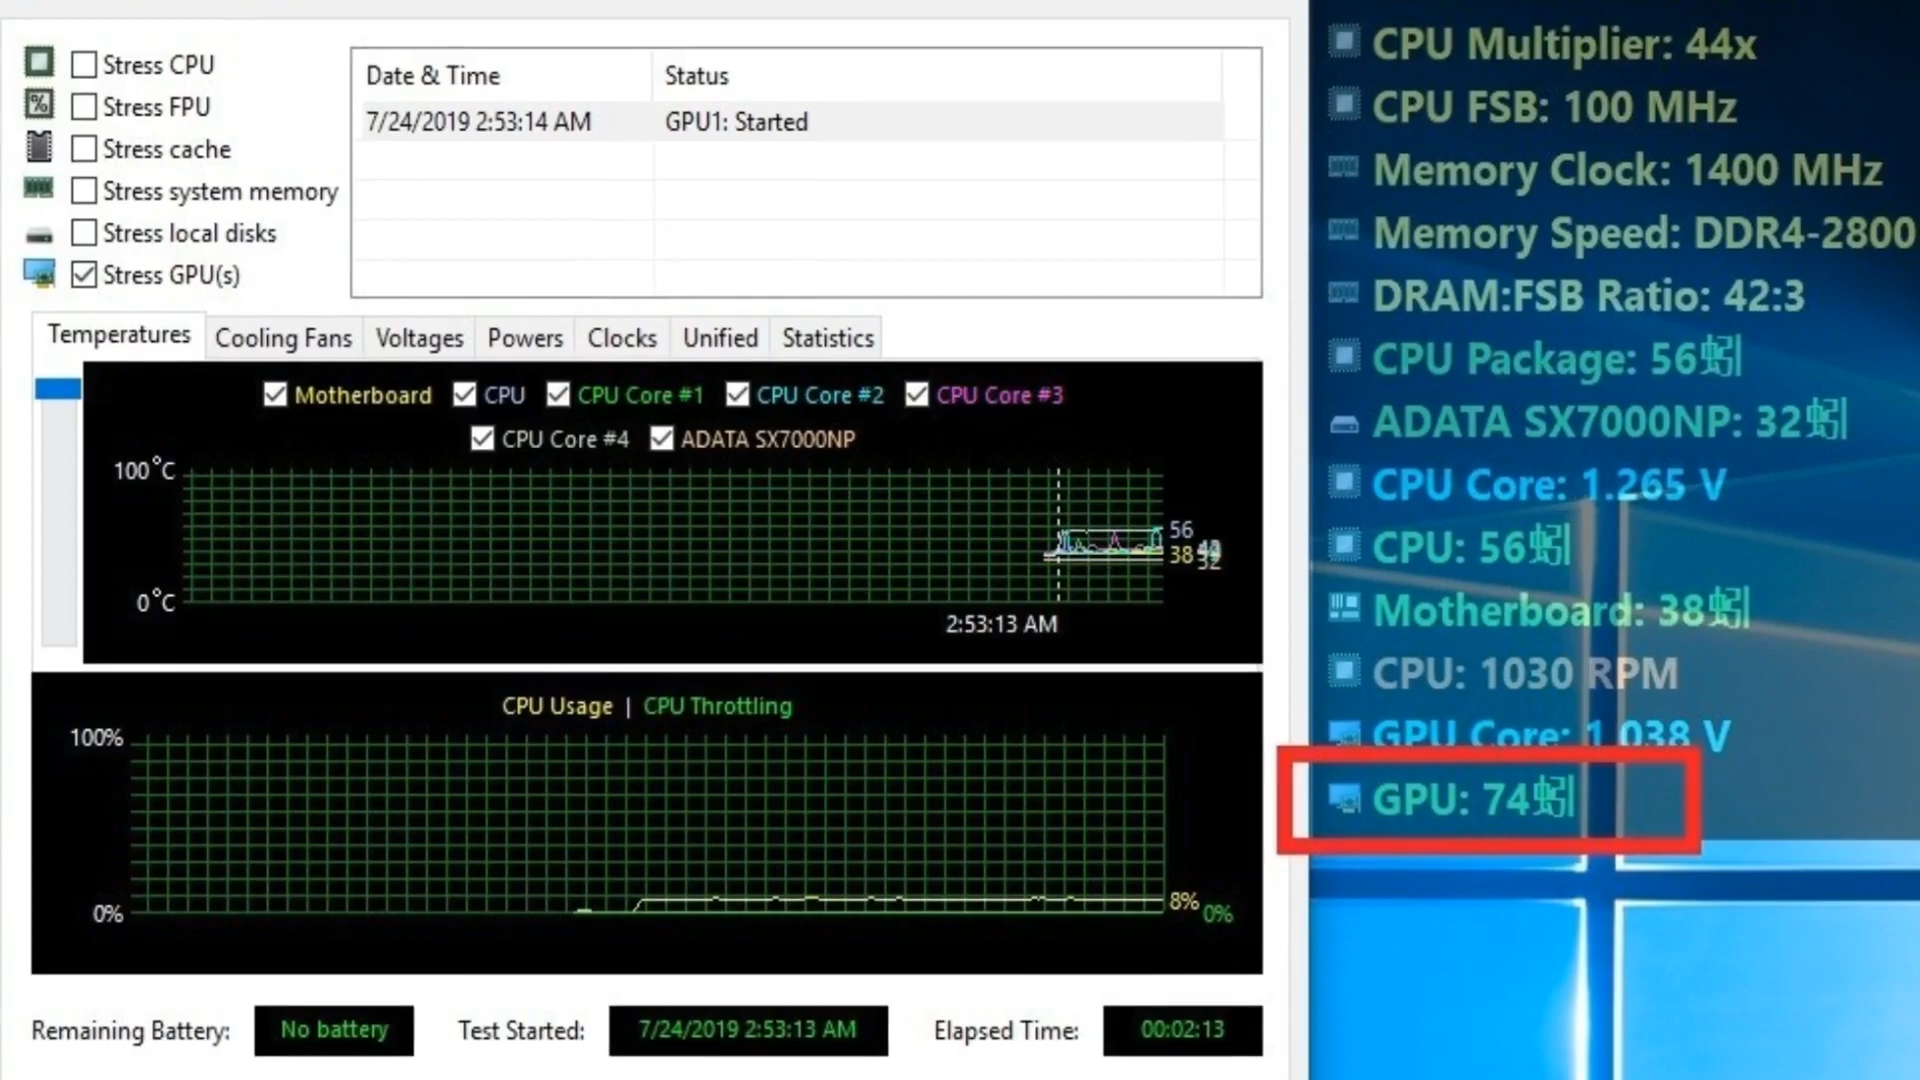 Stress CPU
Stress FPU
Stress cache
Stress system memory
Stress local disks
Stress GPU(s)
Date & Time Status
7/24/2019 2:53:14 AM GPU1: Started
Temperatures Cooling Fans Voltages Powers Clocks Unified Statistics
Motherboard CPU CPU Core #1 CPU Core #2 CPU Core #3
CPU Core #4 ADATA SX7000NP
100°C
56
38
32
0°C
2:53:13 AM
CPU Usage | CPU Throttling
100%
8%
0% 0%
Remaining Battery: No battery Test Started: 7/24/2019 2:53:13 AM Elapsed Time: 00:02:13
CPU Multiplier: 44x
CPU FSB: 100 MHz
Memory Clock: 1400 MHz
Memory Speed: DDR4-2800
DRAM:FSB Ratio: 42:3
CPU Package: 56蚓
ADATA SX7000NP: 32蚓
CPU Core: 1.265 V
CPU: 56蚓
Motherboard: 38蚓
CPU: 1030 RPM
GPU Core: 1.038 V
GPU: 74蚓